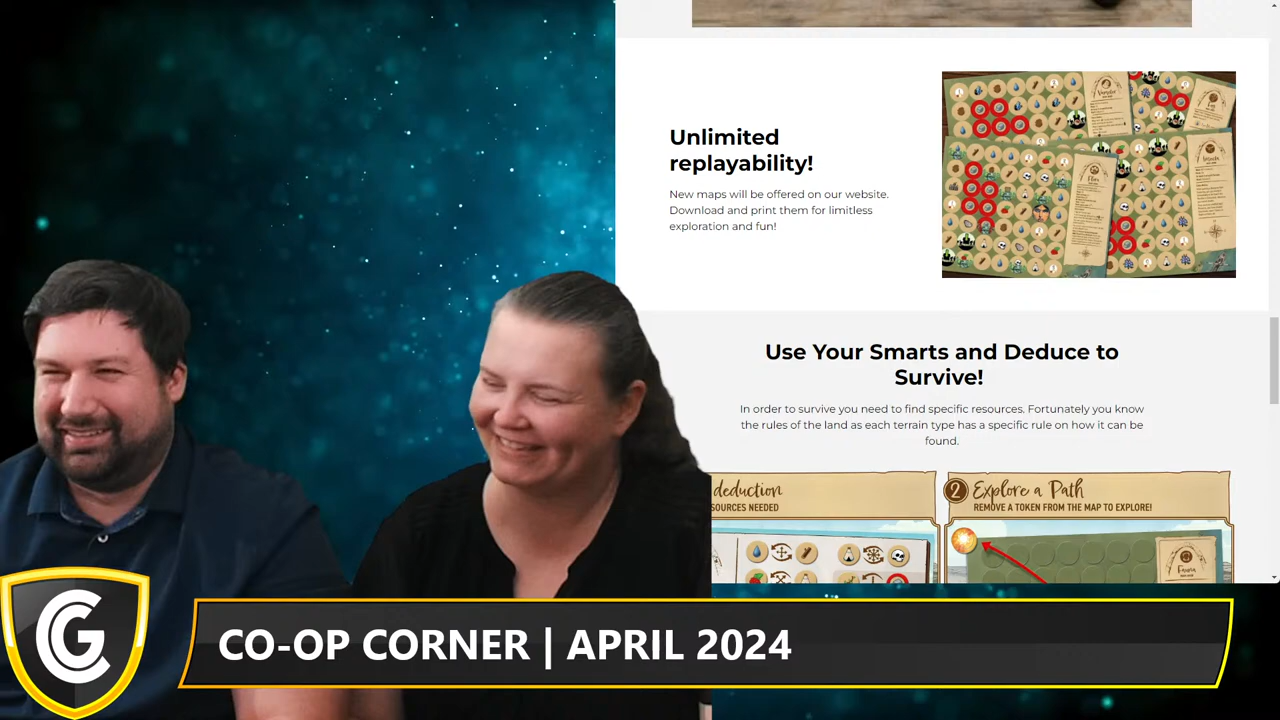 Unlimited
replayability!
New maps will be offered on our website.
Download and print them for limitless
exploration and fun!
Use Your Smarts and Deduce to
Survive!
In order to survive you need to find specific resources. Fortunately you know
the rules of the land as each terrain type has a specific rule on how it can be
found.
deduction
SOURCES NEEDED
2 Explore a Path
REMOVE A TOKEN FROM THE MAP TO EXPLORE!
Fauna
CO-OP CORNER | APRIL 2024
CG